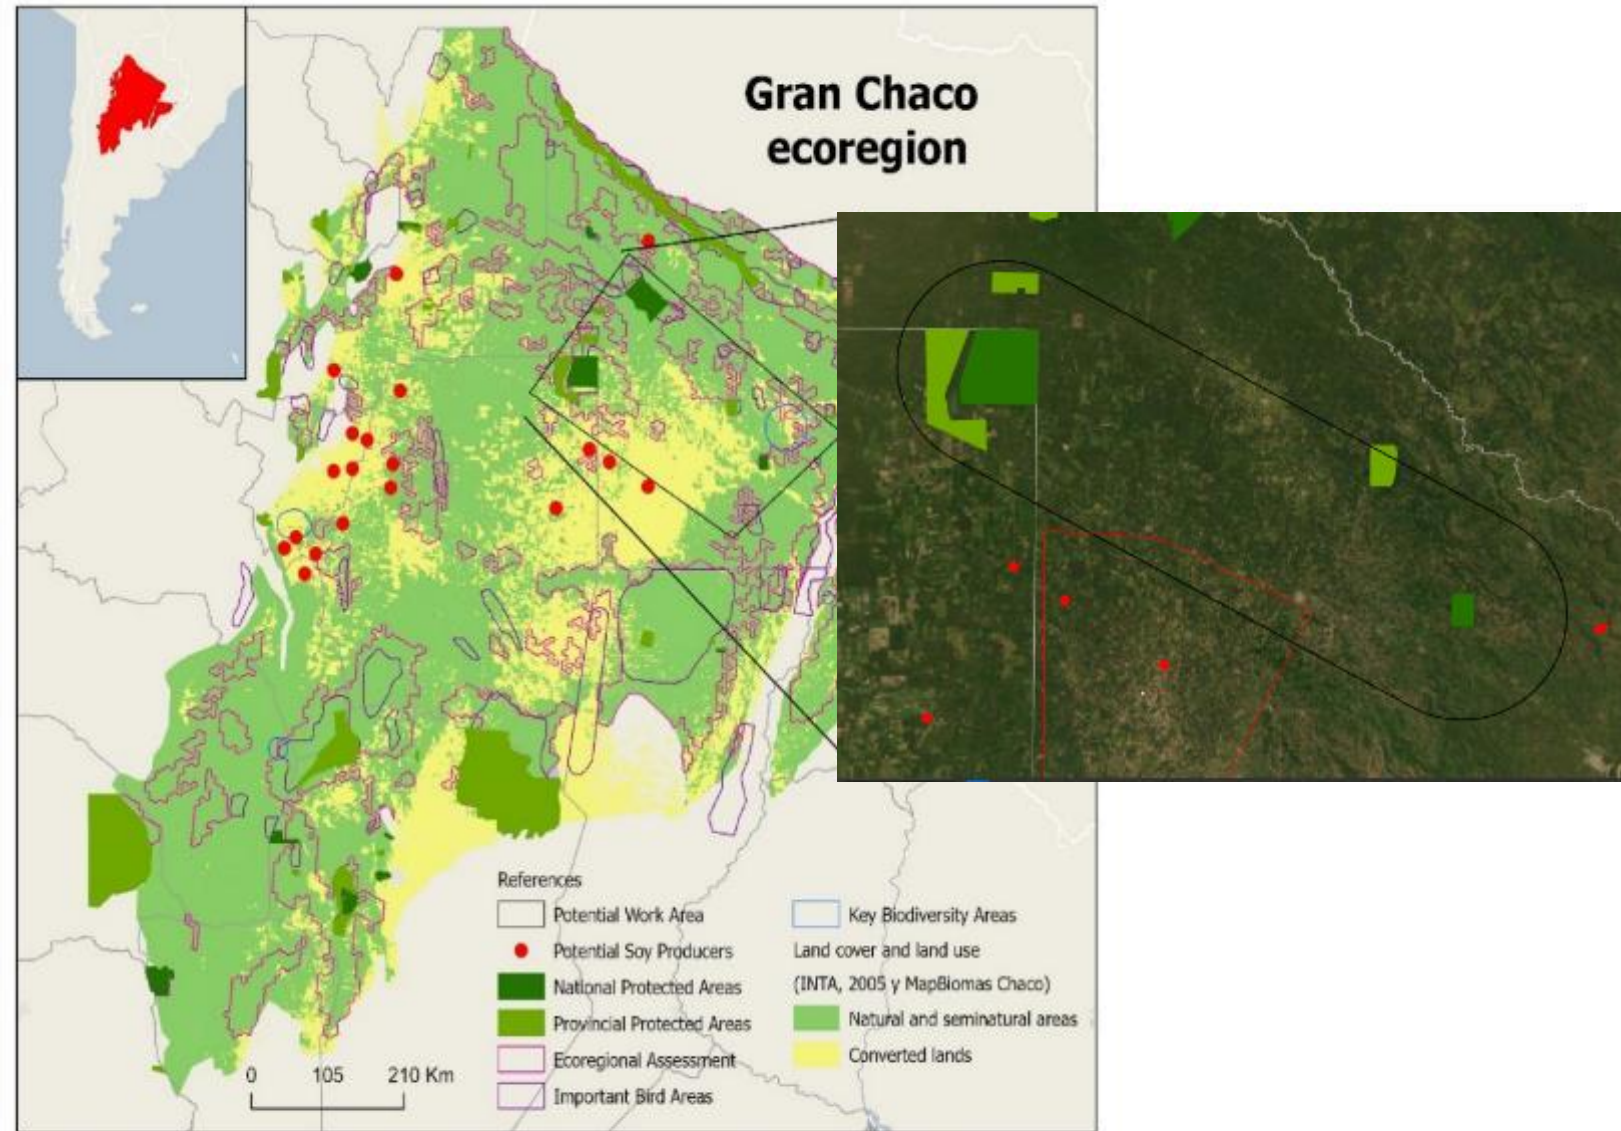 Gran Chaco
ecoregion
References
Potential Work Area
Potential Soy Producers
National Protected Areas
Provincial Protected Areas
Ecoregional Assessment
Important Bird Areas
Key Biodiversity Areas
Land cover and land use
(INTA, 2005 y MapBiomas Chaco)
Natural and seminatural areas
Converted lands
0 105 210 Km